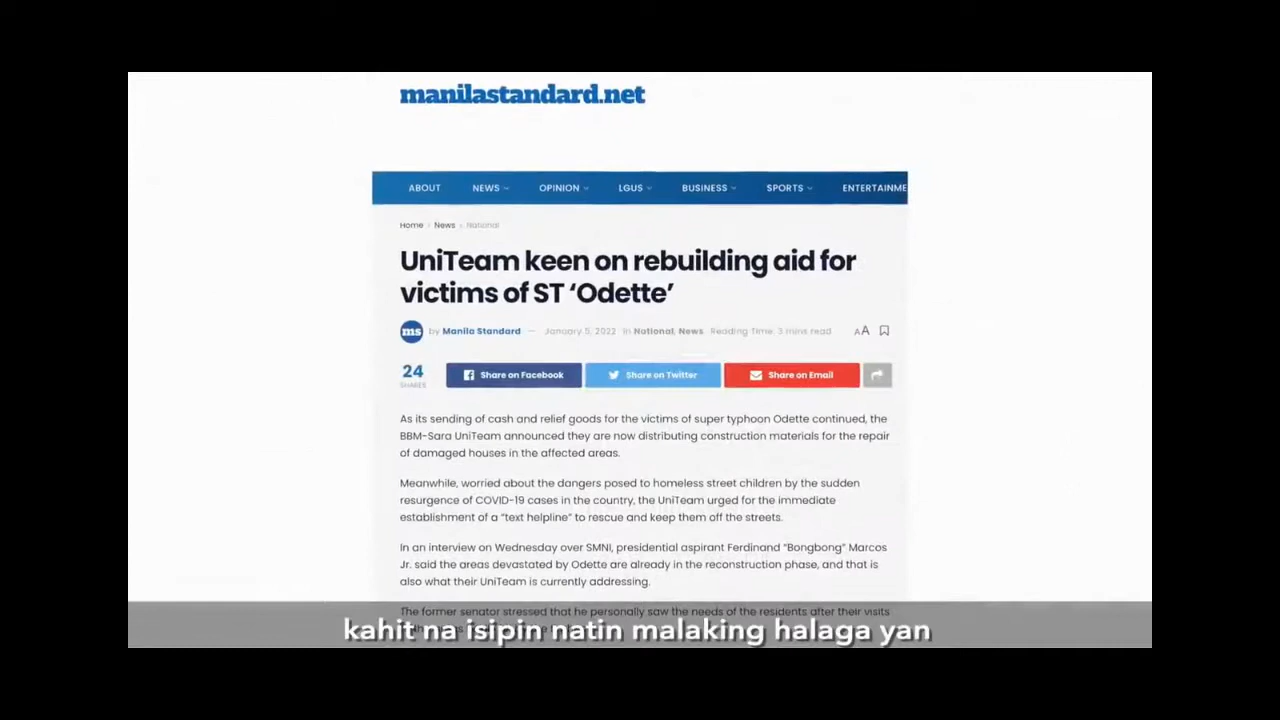 manilastandard.net
ABOUT NEWS OPINION LGUS BUSINESS SPORTS ENTERTAINME
Home > News > National
UniTeam keen on rebuilding aid for
victims of ST ‘Odette’
ms by Manila Standard — January 5, 2022 in National, News Reading Time: 3 mins read AA
24
SHARES
Share on Facebook Share on Twitter Share on Email
As its sending of cash and relief goods for the victims of super typhoon Odette continued, the
BBM-Sara UniTeam announced they are now distributing construction materials for the repair
of damaged houses in the affected areas.
Meanwhile, worried about the dangers posed to homeless street children by the sudden
resurgence of COVID-19 cases in the country, the UniTeam urged for the immediate
establishment of a “text helpline” to rescue and keep them off the streets.
In an interview on Wednesday over SMNI, presidential aspirant Ferdinand “Bongbong” Marcos
Jr. said the areas devastated by Odette are already in the reconstruction phase, and that is
also what their UniTeam is currently addressing.
The former senator stressed that he personally saw the needs of the residents after their visits
kahit na isipin natin malaking halaga yan